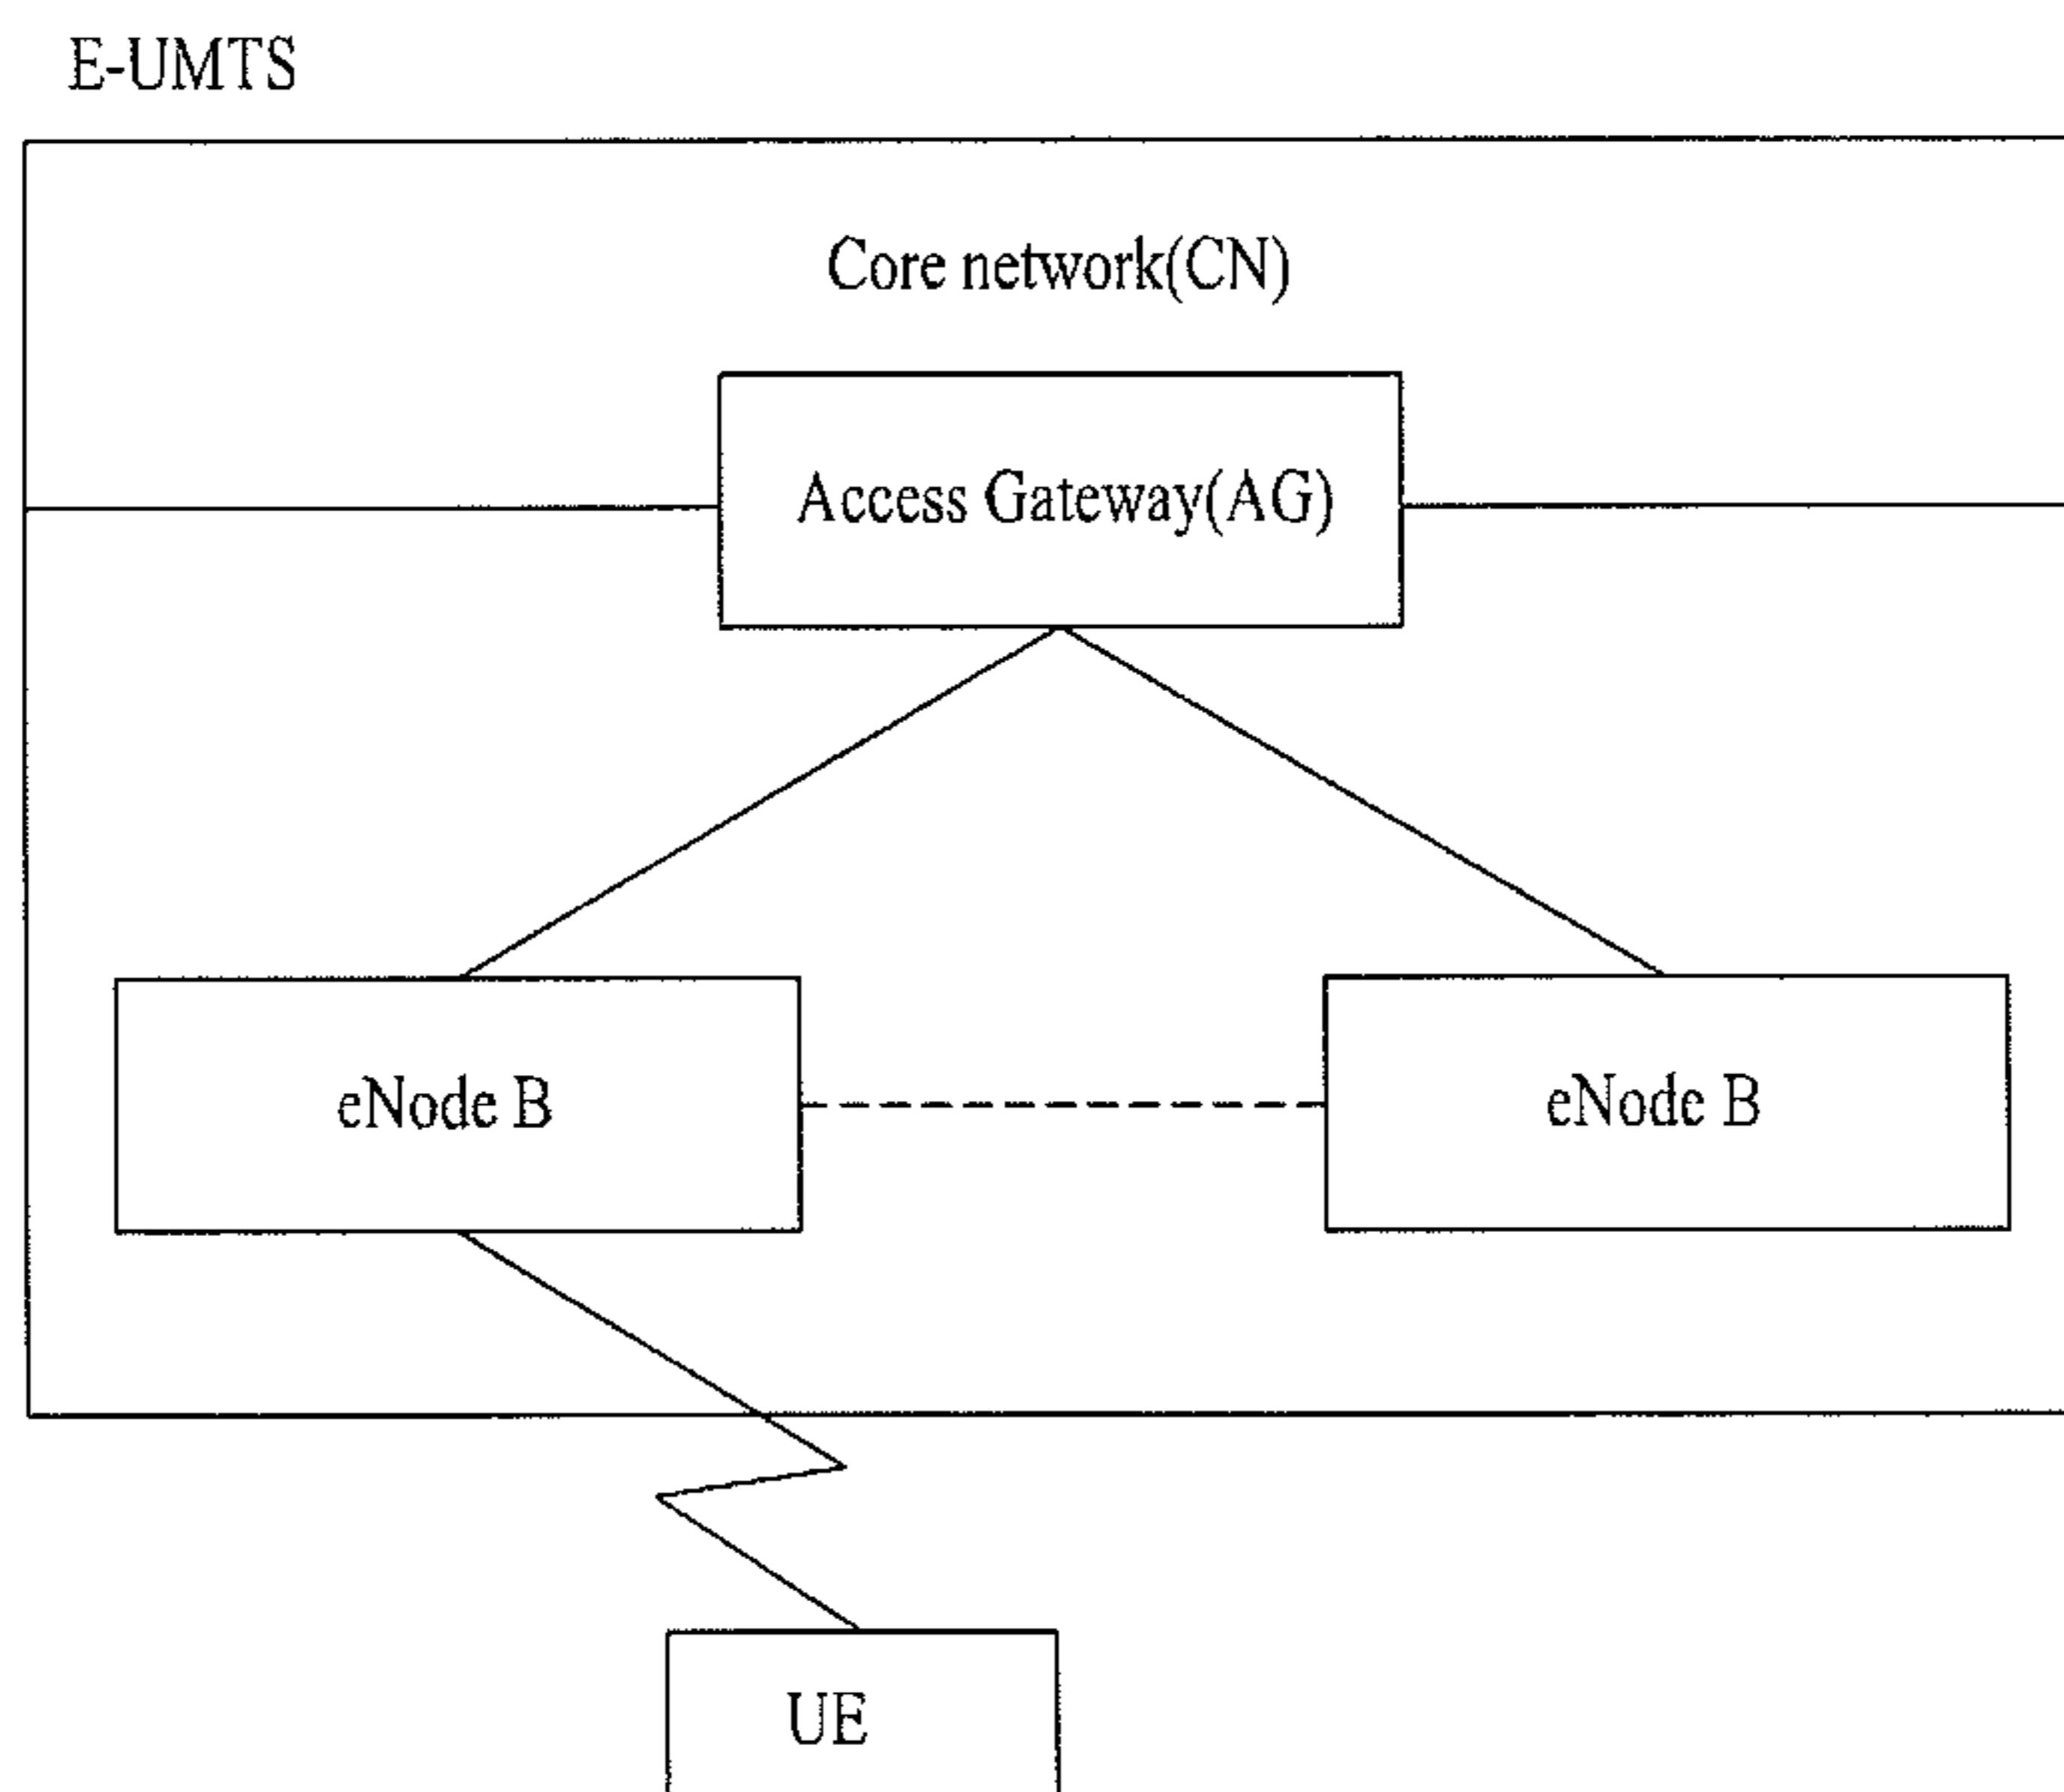 E-UMTS
Core network(CN)
Access Gateway(AG)
eNode B
eNode B
UE